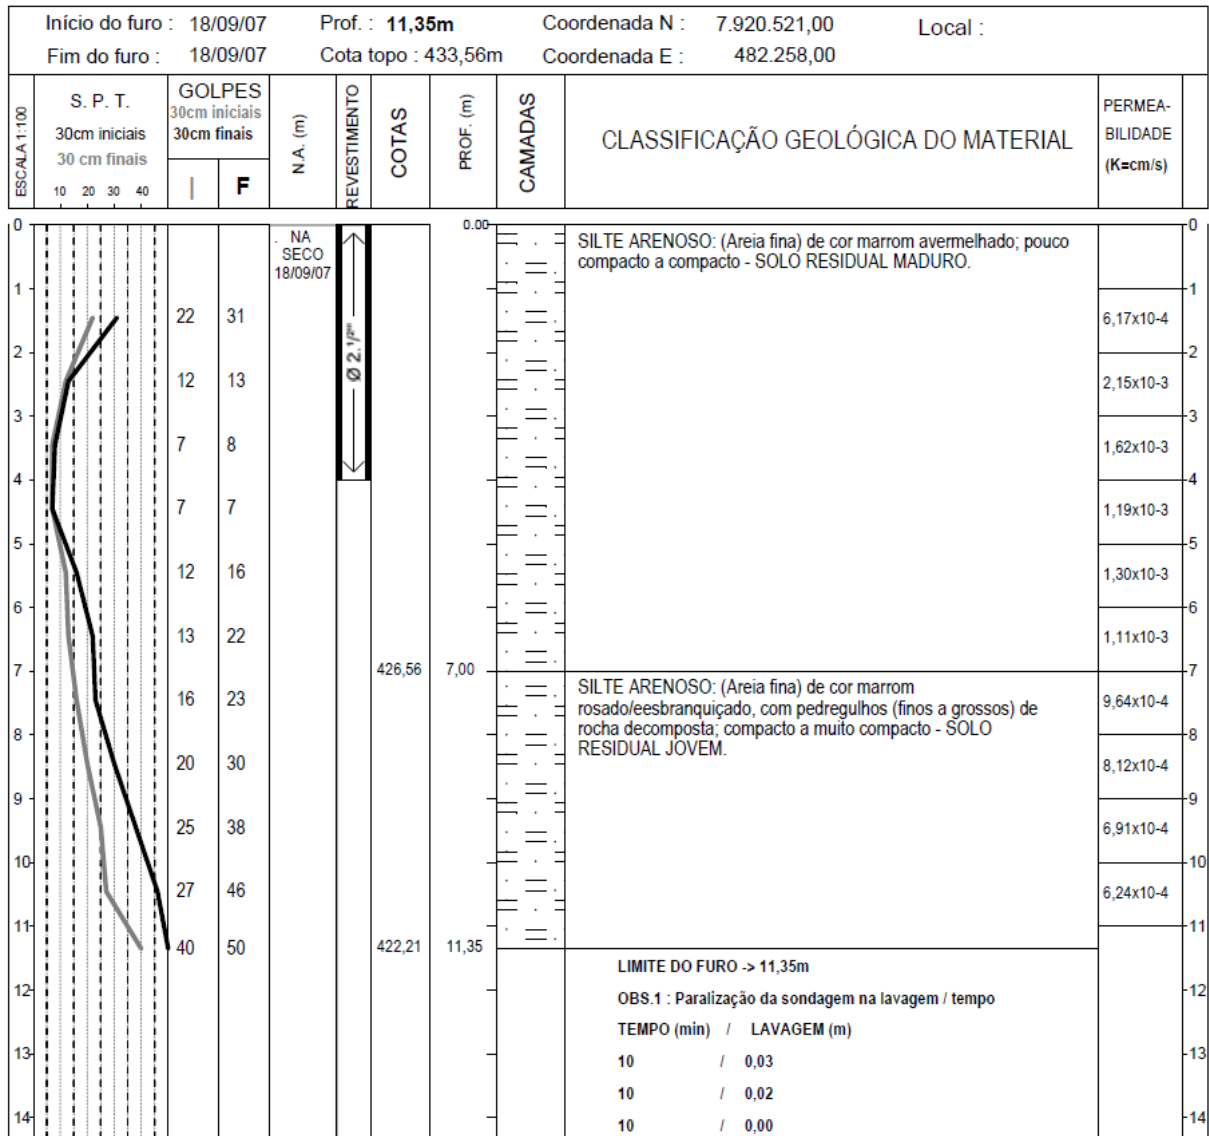 Início do furo : 18/09/07 Prof. : 11,35m Coordenada N : 7.920.521,00 Local :
Fim do furo : 18/09/07 Cota topo : 433,56m Coordenada E : 482.258,00
ESCALA 1:100
S. P. T.
30cm iniciais
30 cm finais
10 20 30 40
GOLPES
30cm iniciais
30cm finais
I F
N.A. (m)
REVESTIMENTO
COTAS
PROF. (m)
CAMADAS
CLASSIFICAÇÃO GEOLÓGICA DO MATERIAL
PERMEA-
BILIDADE
(K=cm/s)
0 0.00 0
NA
SECO
18/09/07
SILTE ARENOSO: (Areia fina) de cor marrom avermelhado; pouco
compacto a compacto - SOLO RESIDUAL MADURO.
1 1
22 31 6,17x10-4
Ø 2.1/2"
2 2
12 13 2,15x10-3
3 3
7 8 1,62x10-3
4 4
7 7 1,19x10-3
5 5
12 16 1,30x10-3
6 6
13 22 1,11x10-3
7 426,56 7,00 7
SILTE ARENOSO: (Areia fina) de cor marrom
rosado/eesbranquiçado, com pedregulhos (finos a grossos) de
rocha decomposta; compacto a muito compacto - SOLO
RESIDUAL JOVEM.
16 23 9,64x10-4
8 8
20 30 8,12x10-4
9 9
25 38 6,91x10-4
10 10
27 46 6,24x10-4
11 11
40 50 422,21 11,35
LIMITE DO FURO -> 11,35m
12 12
OBS.1 : Paralização da sondagem na lavagem / tempo
TEMPO (min) / LAVAGEM (m)
13 13
10 / 0,03
10 / 0,02
14 14
10 / 0,00